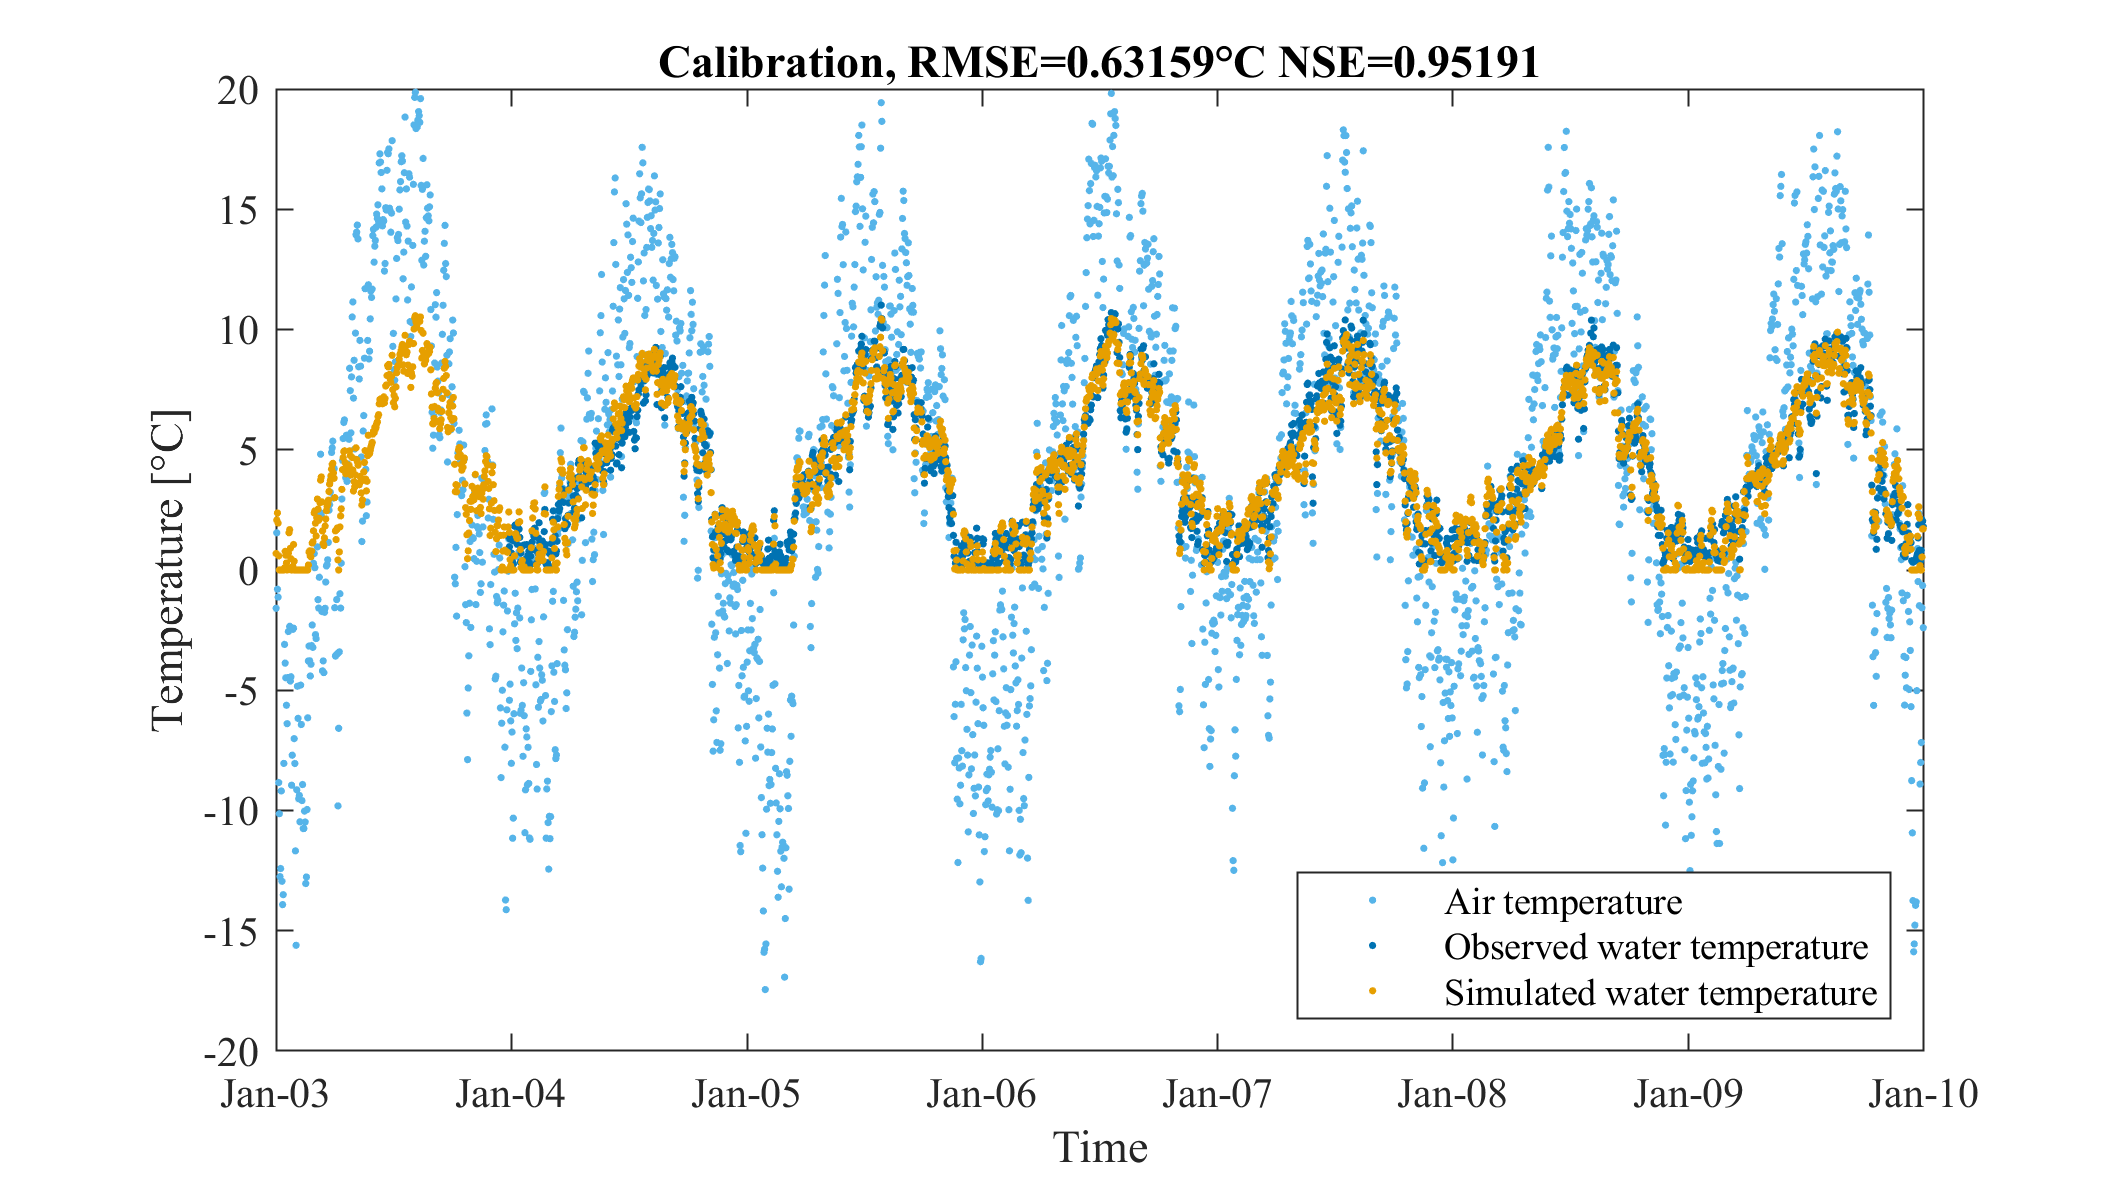 Calibration, RMSE=0.63159°C NSE=0.95191
20
15
10
5
0
-5
-10
-15
-20
Temperature [°C]
Air temperature
Observed water temperature
Simulated water temperature
Jan-03 Jan-04 Jan-05 Jan-06 Jan-07 Jan-08 Jan-09 Jan-10
Time